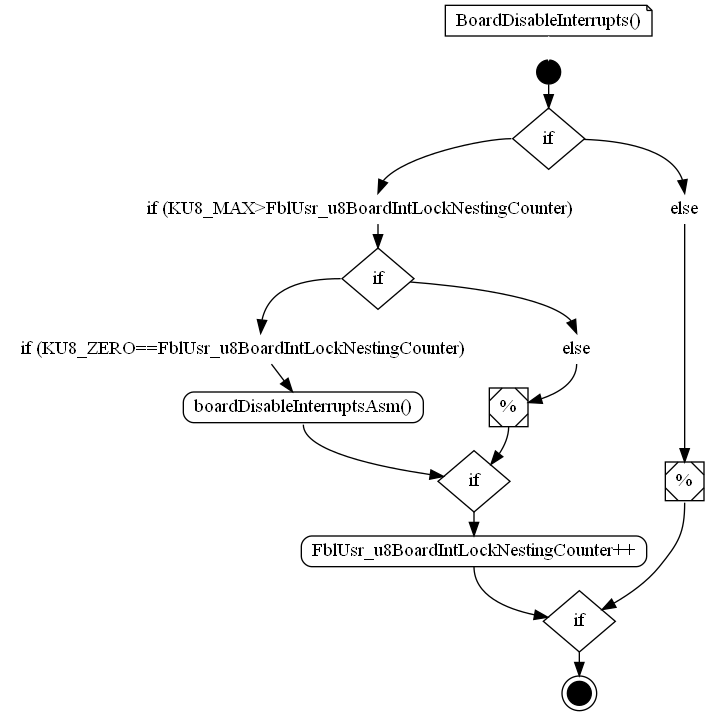 BoardDisableInterrupts()
if
if (KU8_MAX>FblUsr_u8BoardIntLockNestingCounter)
else
if
if (KU8_ZERO==FblUsr_u8BoardIntLockNestingCounter)
else
boardDisableInterruptsAsm()
%
if
%
FblUsr_u8BoardIntLockNestingCounter++
if